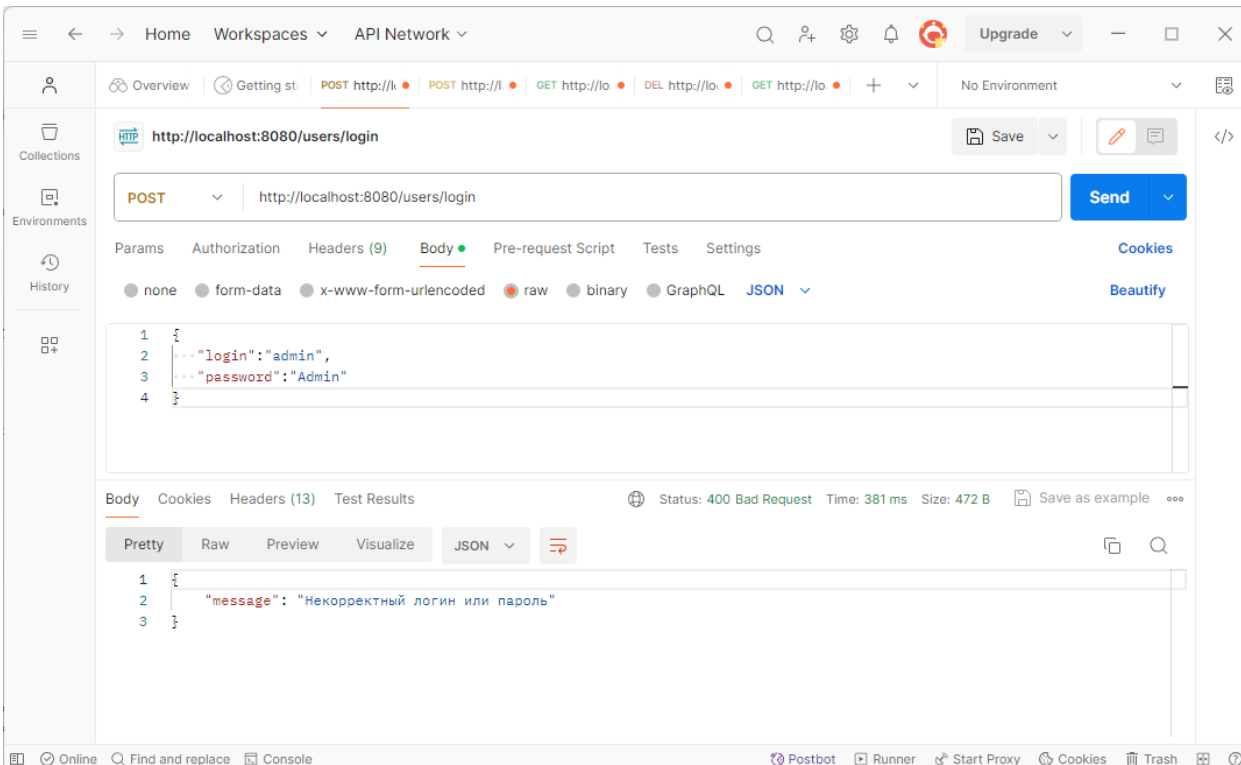 Home Workspaces API Network Upgrade
Overview Getting st POST http://l POST http://l. GET http://lo. DEL http://lo GET http://lo. No Environment
HTTP http://localhost:8080/users/login Save
Collections
POST http://localhost:8080/users/login Send
Environments
Params Authorization Headers (9) Body Pre-request Script Tests Settings Cookies
History
none form-data x-www-form-urlencoded raw binary GraphQL JSON Beautify
1 {
2 "login":"admin",
3 "password":"Admin"
4 }
Body Cookies Headers (13) Test Results Status: 400 Bad Request Time: 381 ms Size: 472 B Save as example
Pretty Raw Preview Visualize JSON
1 {
2 "message": "Некорректный логин или пароль"
3 }
Online Find and replace Console Postbot Runner Start Proxy Cookies Trash